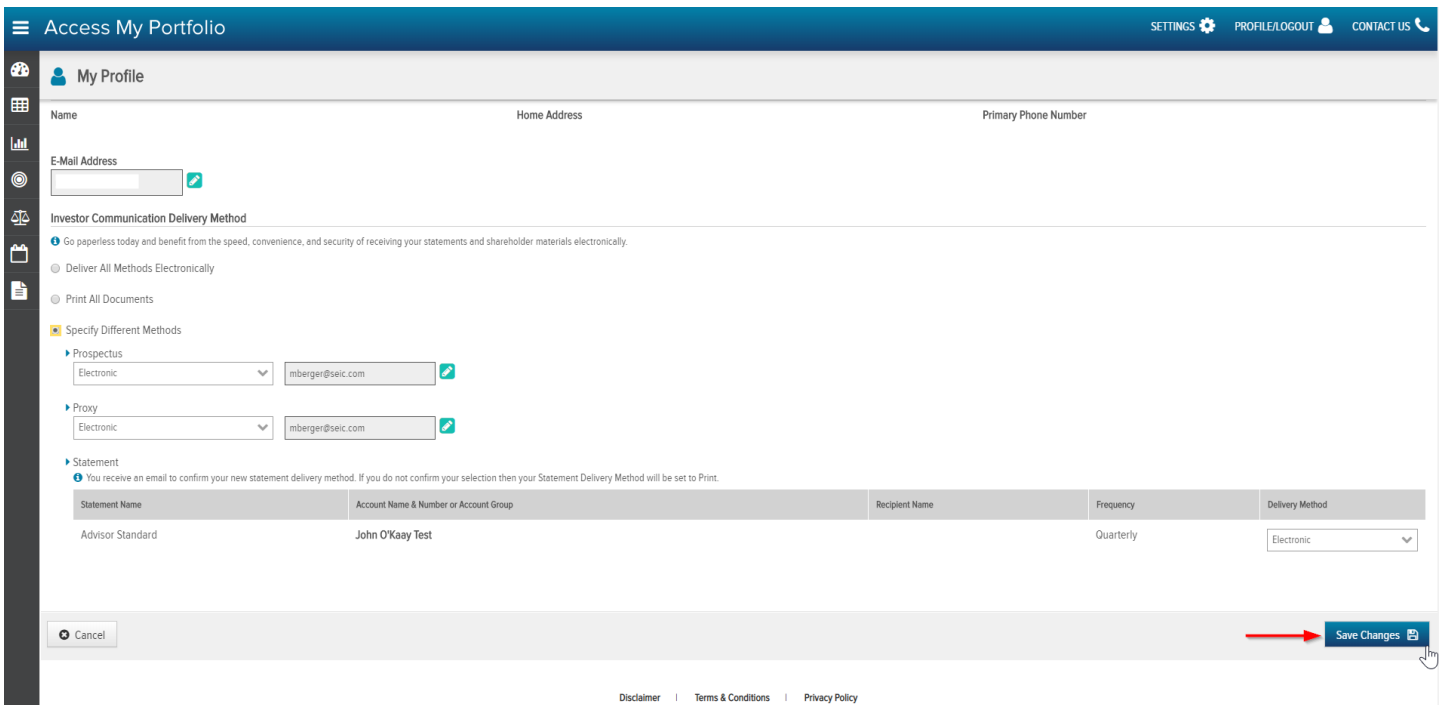 Access My Portfolio SETTINGS PROFILE/LOGOUT CONTACT US
My Profile
Name Home Address Primary Phone Number
E-Mail Address
Investor Communication Delivery Method
Go paperless today and benefit from the speed, convenience, and security of receiving your statements and shareholder materials electronically.
Deliver All Methods Electronically
Print All Documents
Specify Different Methods
Prospectus
Electronic mberger@seic.com
Proxy
Electronic mberger@seic.com
Statement
You receive an email to confirm your new statement delivery method. If you do not confirm your selection then your Statement Delivery Method will be set to Print.
Statement Name Account Name & Number or Account Group Recipient Name Frequency Delivery Method
Advisor Standard John O'Kaay Test Quarterly Electronic
Cancel Save Changes
Disclaimer | Terms & Conditions | Privacy Policy